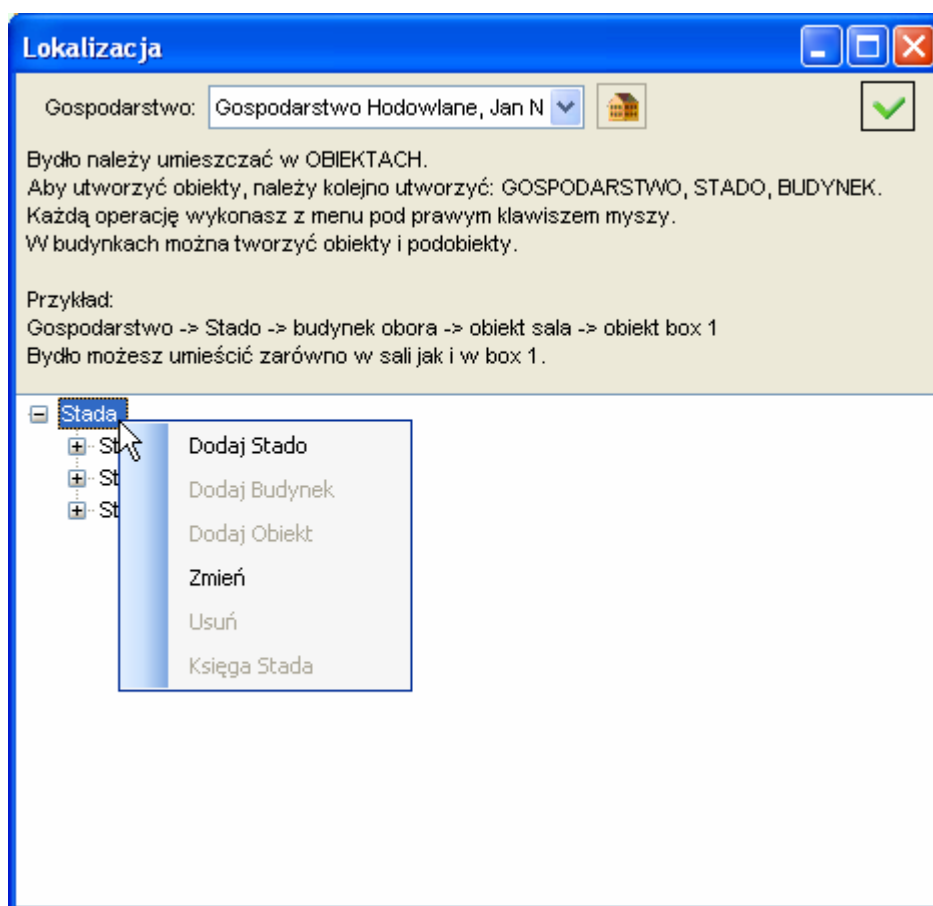 Lokalizacja
Gospodarstwo: Gospodarstwo Hodowlane, Jan N
Bydło należy umieszczać w OBIEKTACH.
Aby utworzyć obiekty, należy kolejno utworzyć: GOSPODARSTWO, STADO, BUDYNEK.
Każdą operację wykonasz z menu pod prawym klawiszem myszy.
W budynkach można tworzyć obiekty i podobiekty.
Przykład:
Gospodarstwo -> Stado -> budynek obora -> obiekt sala -> obiekt box 1
Bydło możesz umieścić zarówno w sali jak i w box 1.
Stada
St
St
St
Dodaj Stado
Dodaj Budynek
Dodaj Obiekt
Zmień
Usuń
Księga Stada